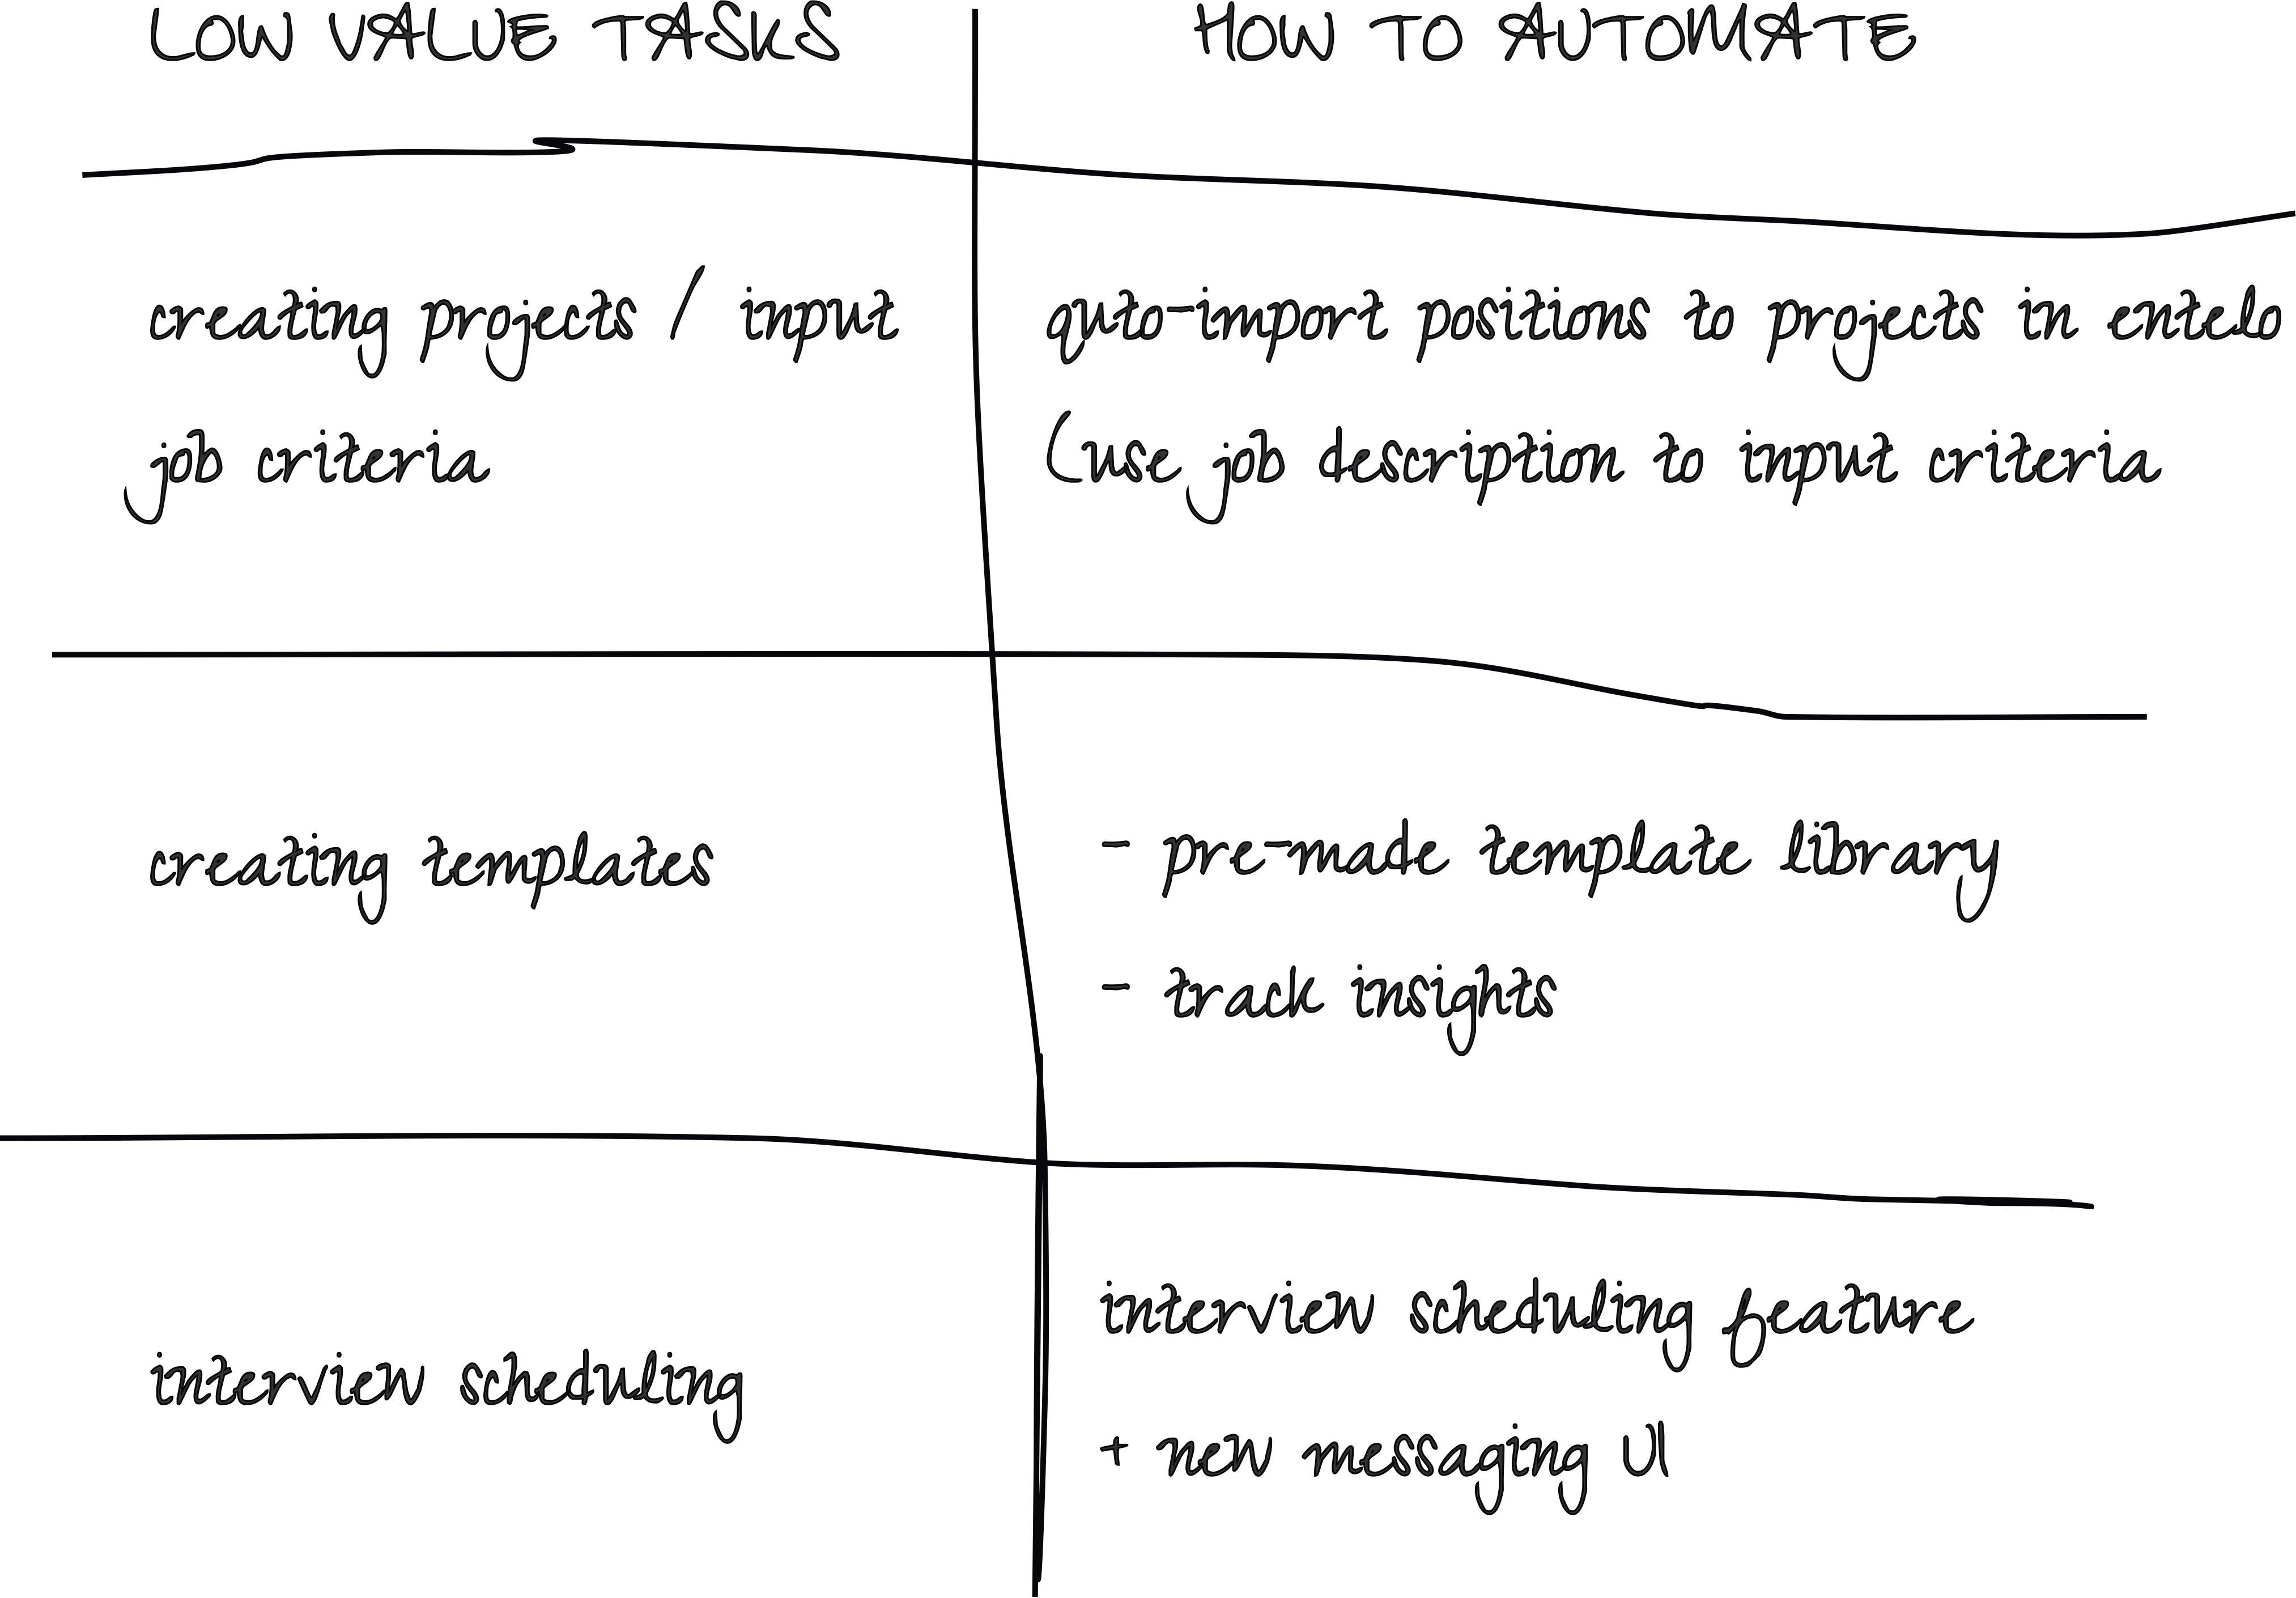 LOW VALUE TASKS
HOW TO AUTOMATE
creating projects / input
job criteria
auto-import positions to projects in entelo
(use job description to input criteria
creating templates
- pre-made template library
- track insights
interview scheduling
interview scheduling feature
+ new messaging UI